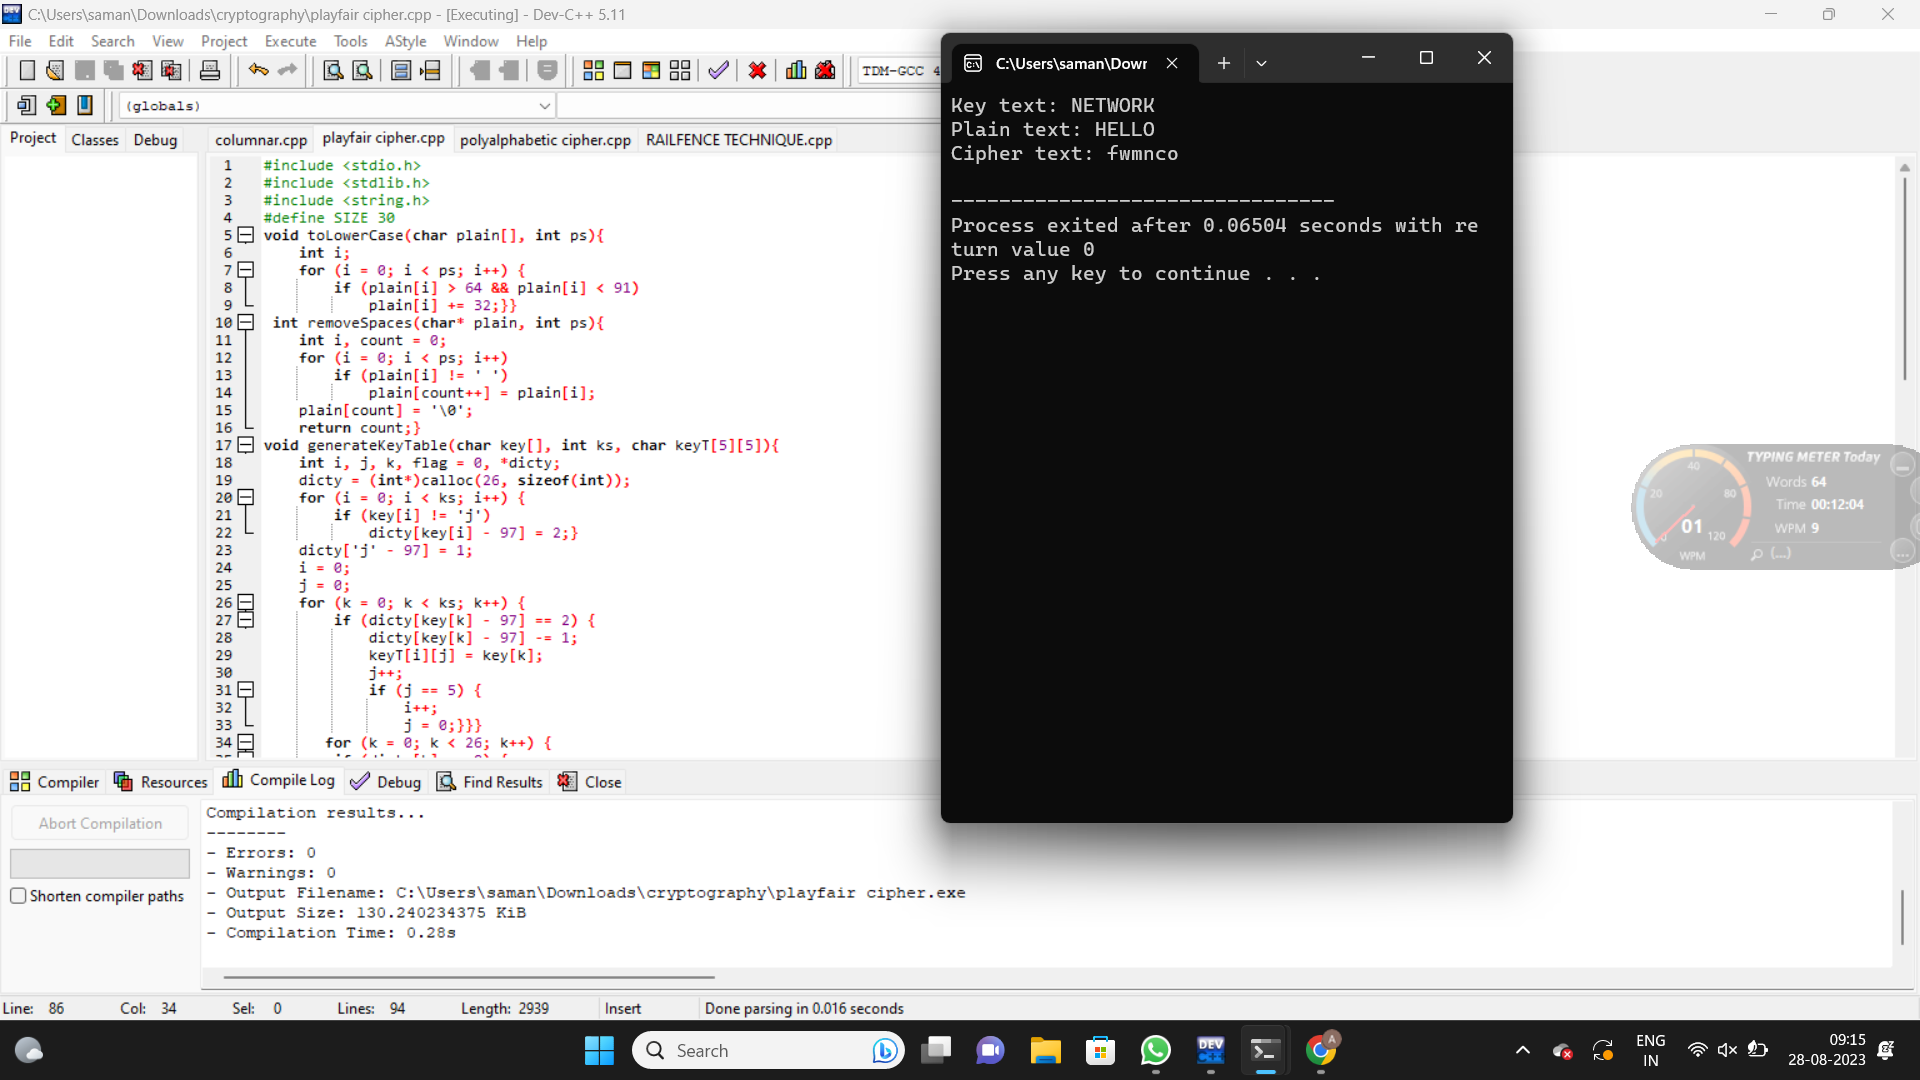 C:\Users\saman\Downloads\cryptography\playfair cipher.cpp - [Executing] - Dev-C++ 5.11
File Edit Search View Project Execute Tools AStyle Window Help
TDM-GCC 4
(globals)
Project Classes Debug
columnar.cpp playfair cipher.cpp polyalphabetic cipher.cpp RAILFENCE TECHNIQUE.cpp
1 #include <stdio.h>
2 #include <stdlib.h>
3 #include <string.h>
4 #define SIZE 30
5 void toLowerCase(char plain[], int ps){
6 int i;
7 for (i = 0; i < ps; i++) {
8 if (plain[i] > 64 && plain[i] < 91)
9 plain[i] += 32;}}
10 int removeSpaces(char* plain, int ps){
11 int i, count = 0;
12 for (i = 0; i < ps; i++)
13 if (plain[i] != ' ')
14 plain[count++] = plain[i];
15 plain[count] = '\0';
16 return count;}
17 void generateKeyTable(char key[], int ks, char keyT[5][5]){
18 int i, j, k, flag = 0, *dicty;
19 dicty = (int*)calloc(26, sizeof(int));
20 for (i = 0; i < ks; i++) {
21 if (key[i] != 'j')
22 dicty[key[i] - 97] = 2;}
23 dicty['j' - 97] = 1;
24 i = 0;
25 j = 0;
26 for (k = 0; k < ks; k++) {
27 if (dicty[key[k] - 97] == 2) {
28 dicty[key[k] - 97] -= 1;
29 keyT[i][j] = key[k];
30 j++;
31 if (j == 5) {
32 i++;
33 j = 0;}}}
34 for (k = 0; k < 26; k++) {
C:\Users\saman\Dowr
Key text: NETWORK
Plain text: HELLO
Cipher text: fwmnco
--------------------------------
Process exited after 0.06504 seconds with re
turn value 0
Press any key to continue . . .
TYPING METER Today
Words 64
Time 00:12:04
WPM 9
(...)
0 20 40 80 120
01
WPM
Compiler Resources Compile Log Debug Find Results Close
Abort Compilation
Shorten compiler paths
Compilation results...
--------
- Errors: 0
- Warnings: 0
- Output Filename: C:\Users\saman\Downloads\cryptography\playfair cipher.exe
- Output Size: 130.240234375 KiB
- Compilation Time: 0.28s
Line: 86 Col: 34 Sel: 0 Lines: 94 Length: 2939 Insert Done parsing in 0.016 seconds
Search
DEV
A
ENG
IN
09:15
28-08-2023